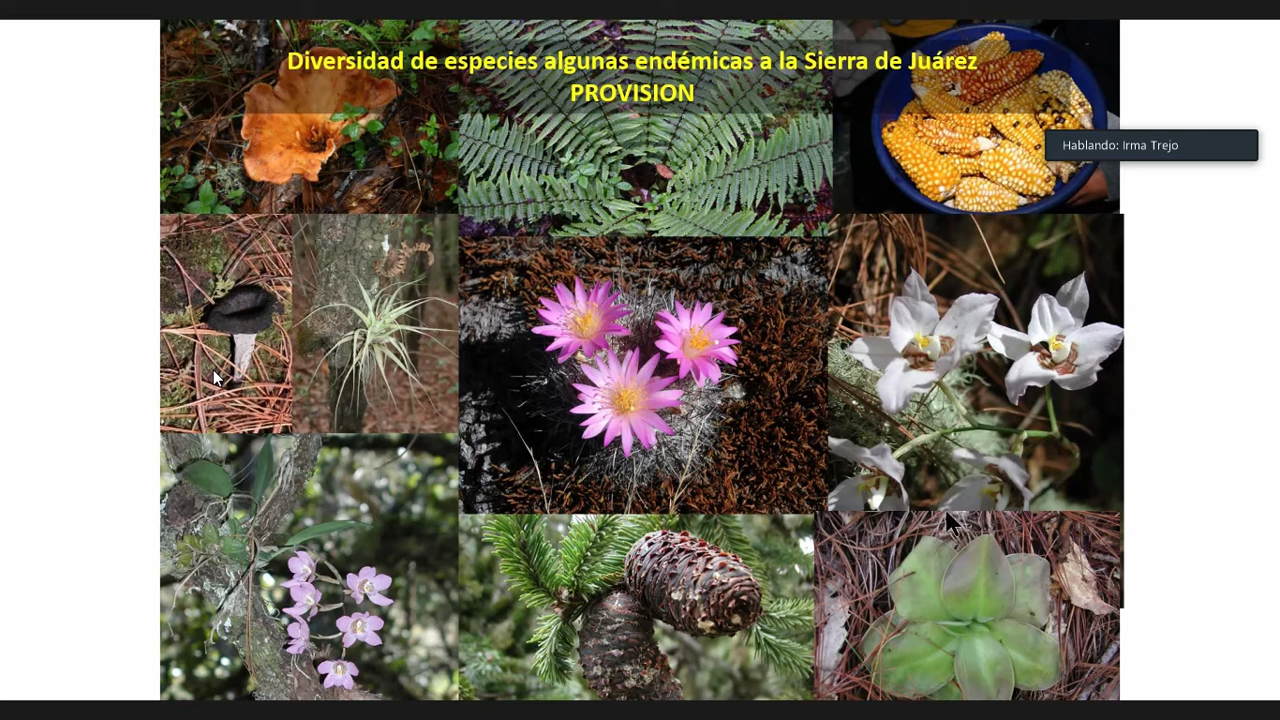 Diversidad de especies algunas endémicas a la Sierra de Juárez
PROVISION
Hablando: Irma Trejo